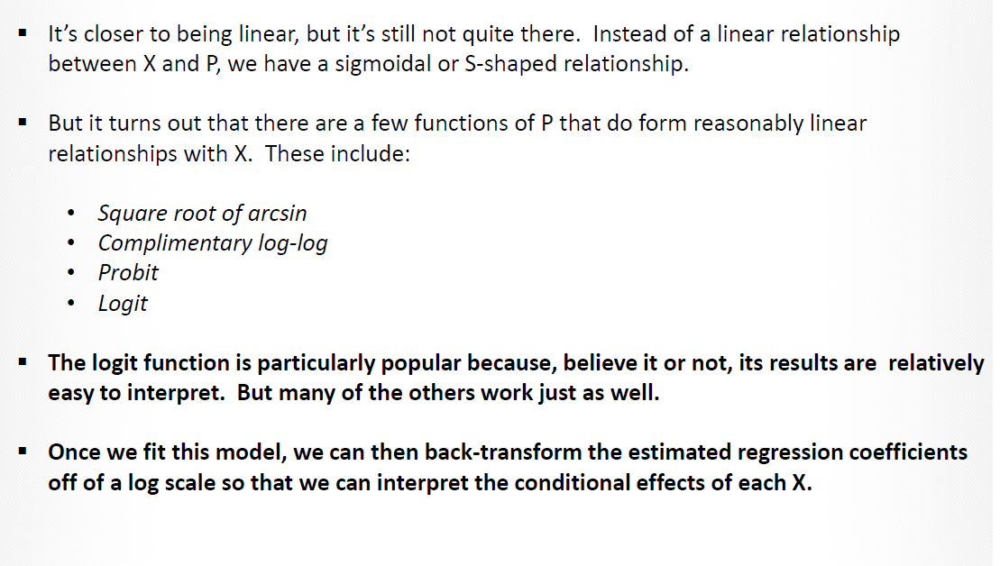 ▪ It’s closer to being linear, but it’s still not quite there.  Instead of a linear relationship
between X and P, we have a sigmoidal or S-shaped relationship.
▪ But it turns out that there are a few functions of P that do form reasonably linear
relationships with X.  These include:
• Square root of arcsin
• Complimentary log-log
• Probit
• Logit
▪ The logit function is particularly popular because, believe it or not, its results are  relatively
easy to interpret.  But many of the others work just as well.
▪ Once we fit this model, we can then back-transform the estimated regression coefficients
off of a log scale so that we can interpret the conditional effects of each X.